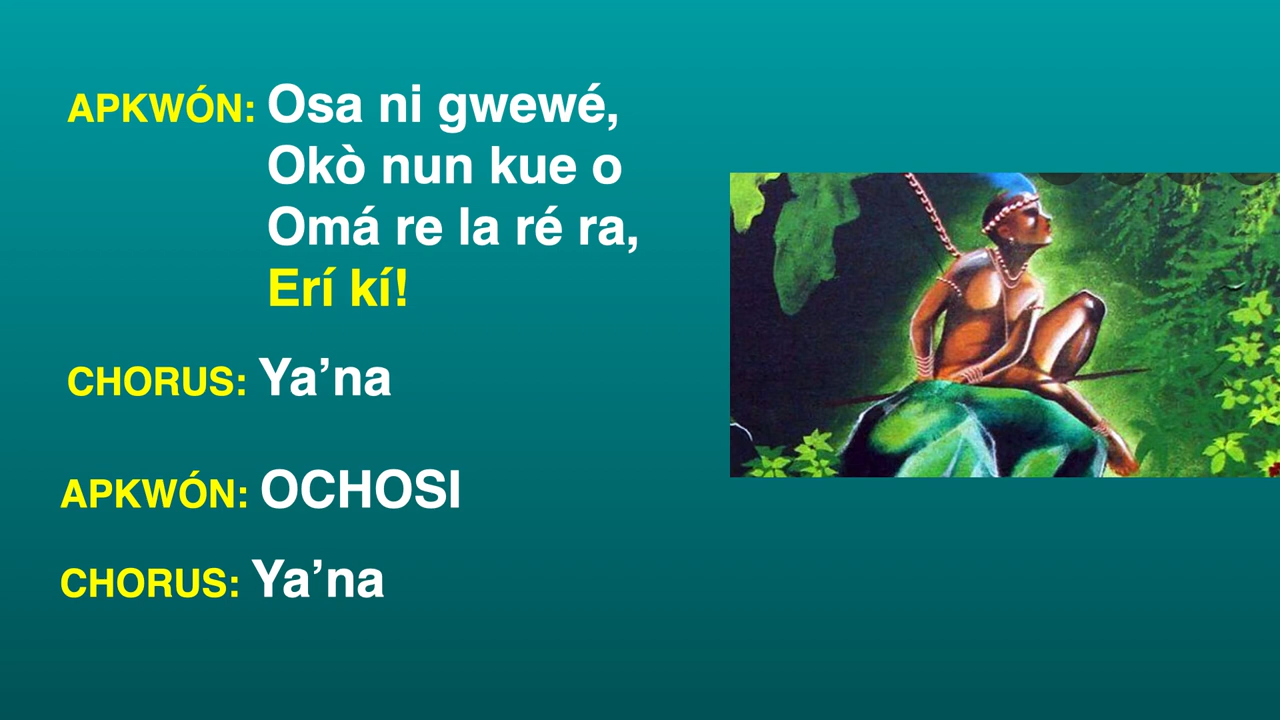 APKWÓN: Osa ni gwewé,
Okò nun kue o
Omá re la ré ra,
Erí kí!
CHORUS: Ya’na
APKWÓN: OCHOSI
CHORUS: Ya’na